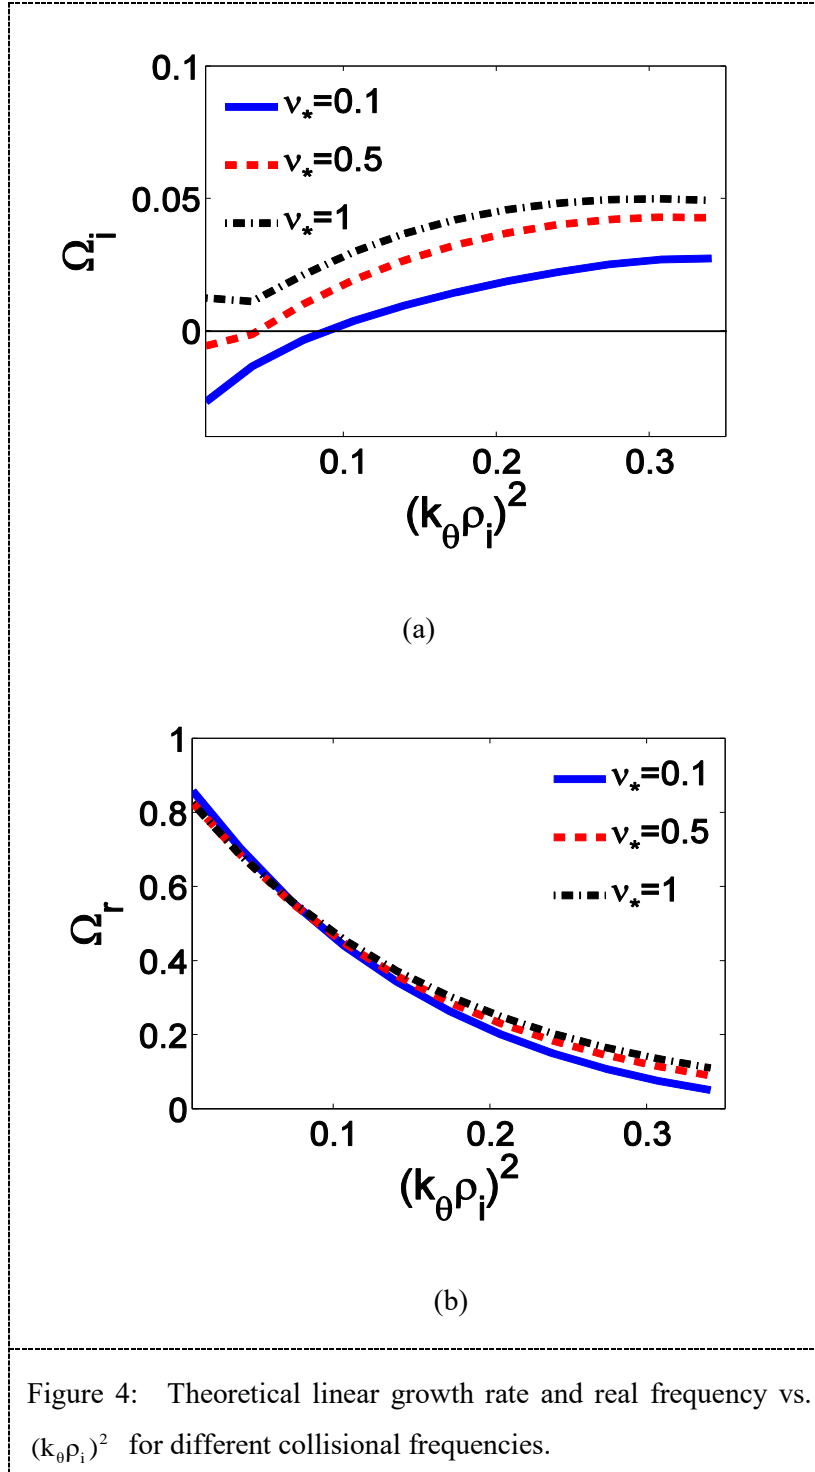 0.1
ν*=0.1
ν*=0.5
0.05
ν*=1
Ωi
0
0.1 0.2 0.3
(kθρi)²
(a)
1
ν*=0.1
0.8
ν*=0.5
0.6
ν*=1
Ωr
0.4
0.2
0
0.1 0.2 0.3
(kθρi)²
(b)
Figure 4: Theoretical linear growth rate and real frequency vs.
(kθρi)² for different collisional frequencies.